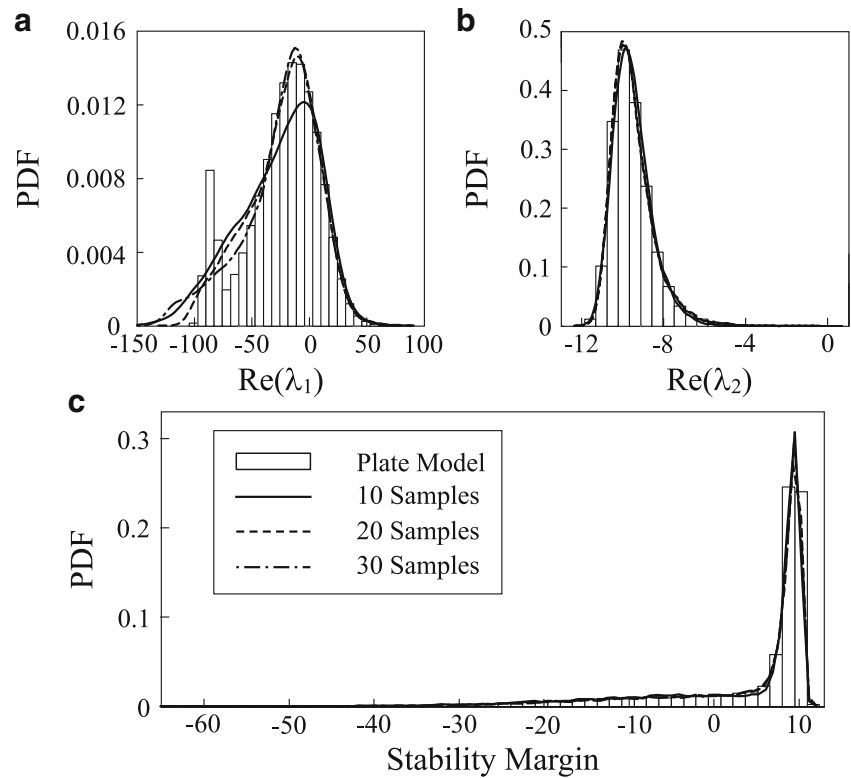 a
0.016
0.012
0.008
0.004
0
PDF
-150 -100 -50 0 50 100
Re(λ₁)
b
0.5
0.4
0.3
0.2
0.1
0
PDF
-12 -8 -4 0
Re(λ₂)
c
0.3
0.2
0.1
0
PDF
Plate Model
10 Samples
20 Samples
30 Samples
-60 -50 -40 -30 -20 -10 0 10
Stability Margin